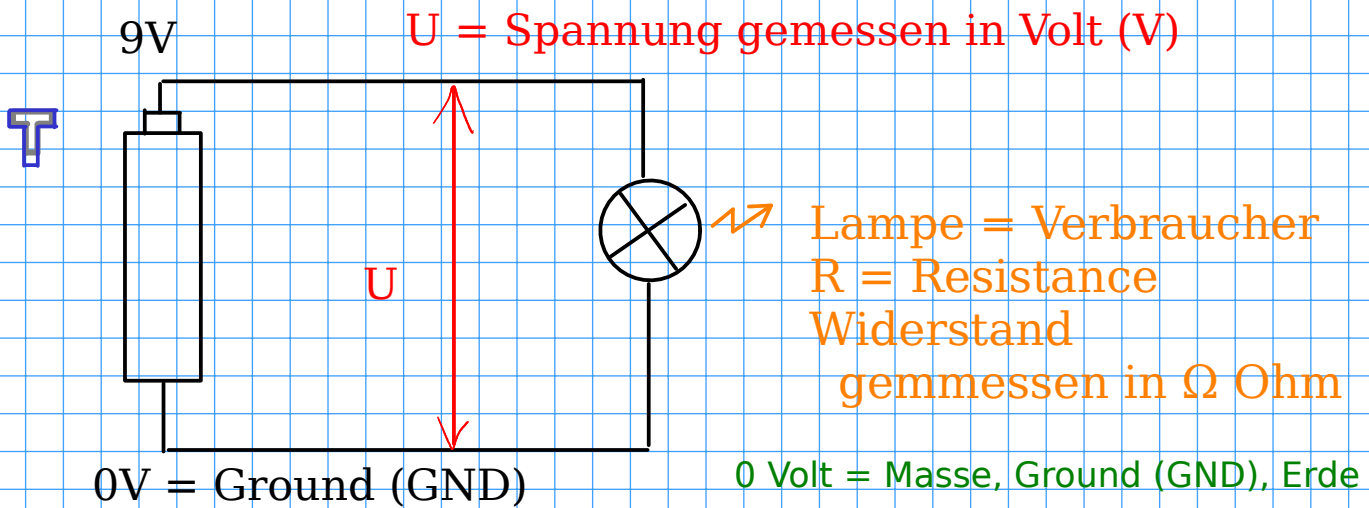 9V
U = Spannung gemessen in Volt (V)
T
U
Lampe = Verbraucher
R = Resistance
Widerstand
gemmessen in Ω Ohm
0V = Ground (GND)
0 Volt = Masse, Ground (GND), Erde